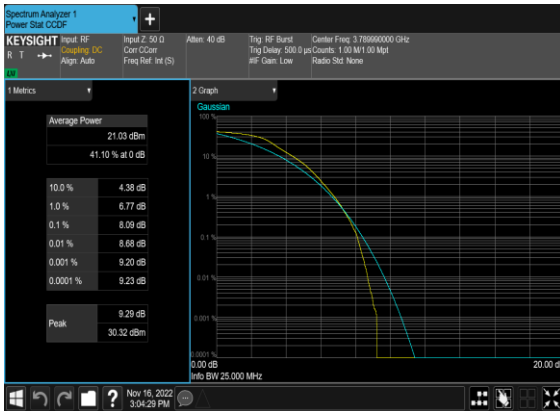 Spectrum Analyzer 1
Power Stat CCDF
KEYSIGHT
R T
LXI
Input: RF
Coupling: DC
Align: Auto
Input Z: 50 Ω
Corr CCorr
Freq Ref: Int (S)
Atten: 40 dB
Trig: RF Burst
Trig Delay: 500.0 µs
#IF Gain: Low
Center Freq: 3.789990000 GHz
Counts: 1.00 M/1.00 Mpt
Radio Std: None
1 Metrics
Average Power
21.03 dBm
41.10 % at 0 dB
10.0 % 4.38 dB
1.0 % 6.77 dB
0.1 % 8.09 dB
0.01 % 8.68 dB
0.001 % 9.20 dB
0.0001 % 9.23 dB
Peak
9.29 dB
30.32 dBm
2 Graph
Gaussian
100 %
10 %
1 %
0.1 %
0.01 %
0.001 %
0.0001 %
0.00 dB
20.00 d
Info BW 25.000 MHz
?
Nov 16, 2022
3:04:29 PM